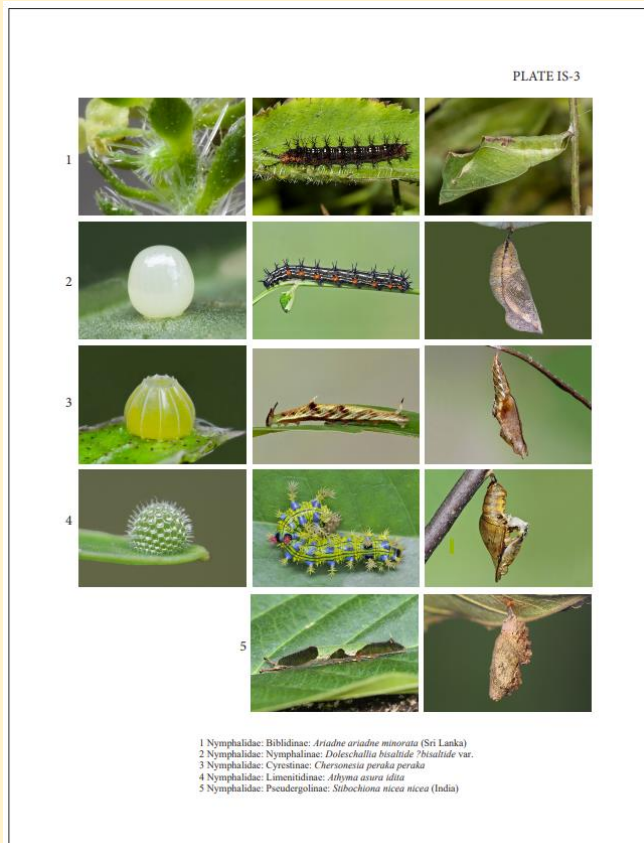 PLATE IS-3
1
2
3
4
5
1 Nymphalidae: Biblidinae: Ariadne ariadne minorata (Sri Lanka)
2 Nymphalidae: Nymphalinae: Doleschallia bisaltide ?bisaltide var.
3 Nymphalidae: Cyrestinae: Chersonesia peraka peraka
4 Nymphalidae: Limenitidinae: Athyma asura idita
5 Nymphalidae: Pseudergolinae: Stibochiona nicea nicea (India)